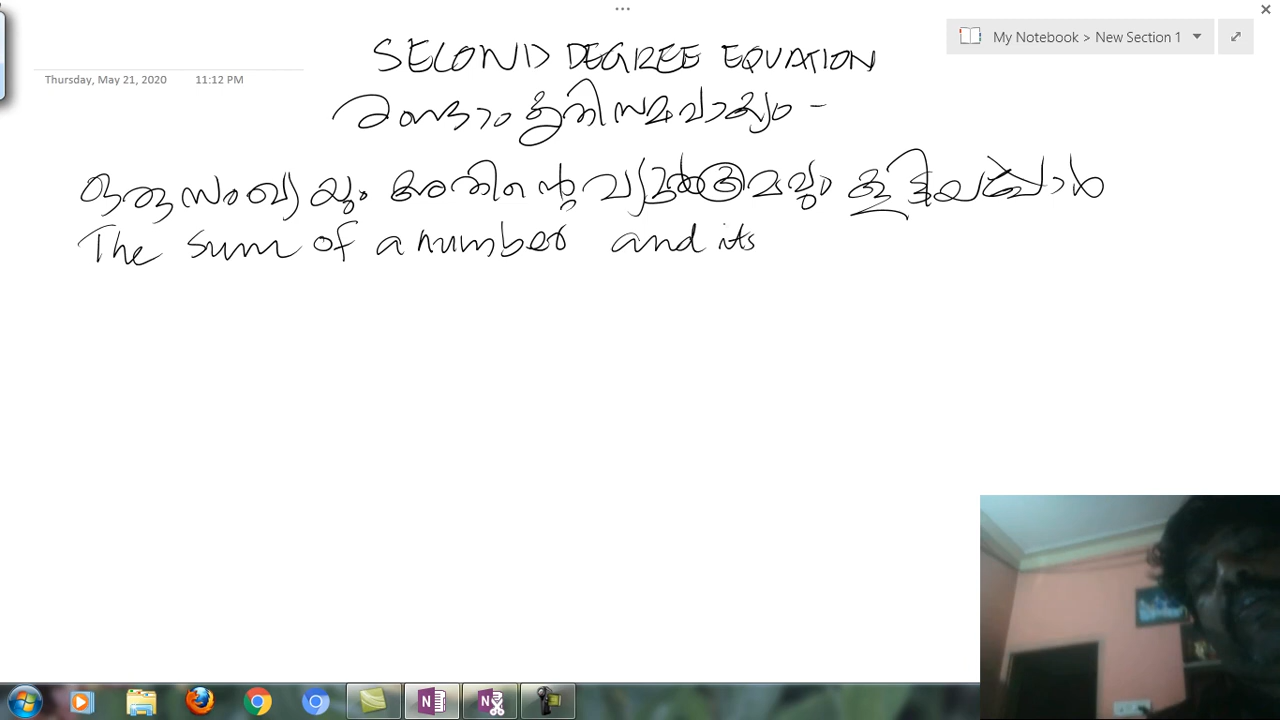 My Notebook > New Section 1
SECOND DEGREE EQUATION
Thursday, May 21, 2020 11:12 PM
രണ്ടാം കൃതി സമവാക്യം -
ഒരു സംഖ്യയും അതിന്റെ വ്യുൽക്രമവും കൂട്ടിയപ്പോൾ
The sum of a number and its